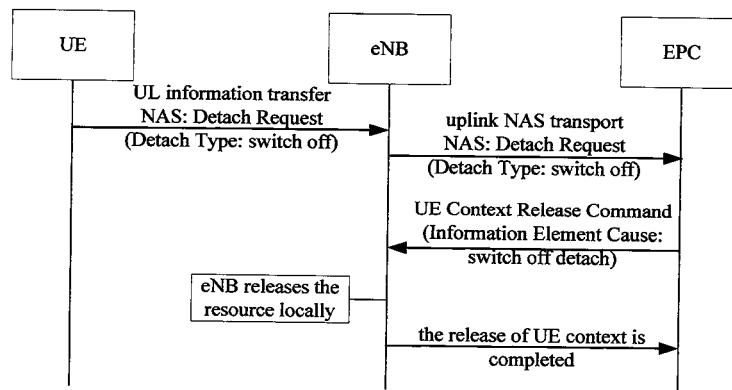 UE
eNB
EPC
UL information transfer
NAS: Detach Request
(Detach Type: switch off)
uplink NAS transport
NAS: Detach Request
(Detach Type: switch off)
UE Context Release Command
(Information Element Cause:
switch off detach)
eNB releases the
resource locally
the release of UE context is
completed